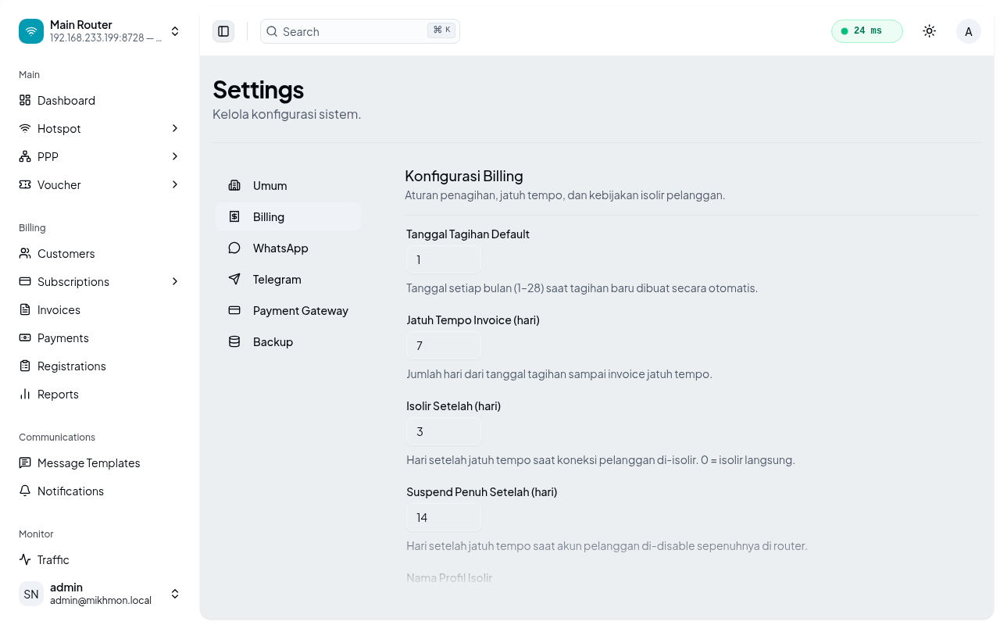 Main Router
192.168.233.199:8728 — ...
Search
⌘ K
24 ms
A
Main
Dashboard
Hotspot
PPP
Voucher
Billing
Customers
Subscriptions
Invoices
Payments
Registrations
Reports
Communications
Message Templates
Notifications
Monitor
Traffic
SN
admin
admin@mikhmon.local
Settings
Kelola konfigurasi sistem.
Umum
Billing
WhatsApp
Telegram
Payment Gateway
Backup
Konfigurasi Billing
Aturan penagihan, jatuh tempo, dan kebijakan isolir pelanggan.
Tanggal Tagihan Default
1
Tanggal setiap bulan (1–28) saat tagihan baru dibuat secara otomatis.
Jatuh Tempo Invoice (hari)
7
Jumlah hari dari tanggal tagihan sampai invoice jatuh tempo.
Isolir Setelah (hari)
3
Hari setelah jatuh tempo saat koneksi pelanggan di-isolir. 0 = isolir langsung.
Suspend Penuh Setelah (hari)
14
Hari setelah jatuh tempo saat akun pelanggan di-disable sepenuhnya di router.
Nama Profil Isolir